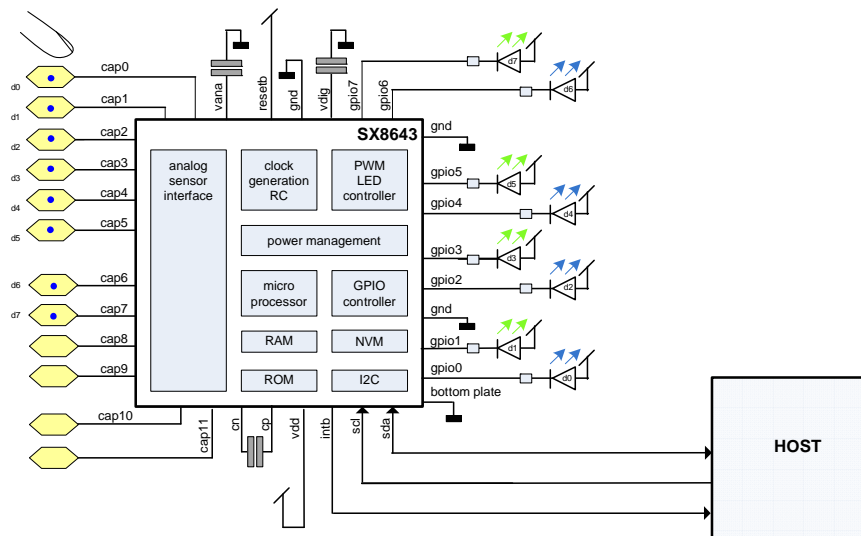 d0
cap0
d1
cap1
d2
cap2
d3
cap3
d4
cap4
d5
cap5
d6
cap6
d7
cap7
cap8
cap9
cap10
cap11
vana
resetb
gnd
vdig
gpio7
gpio6
d7
d6
SX8643
gnd
analog
sensor
interface
clock
generation
RC
PWM
LED
controller
gpio5
d5
gpio4
d4
power management
gpio3
d3
gpio2
d2
micro
processor
GPIO
controller
gnd
RAM
NVM
gpio1
d1
ROM
I2C
gpio0
d0
bottom plate
cn
cp
vdd
intb
scl
sda
HOST